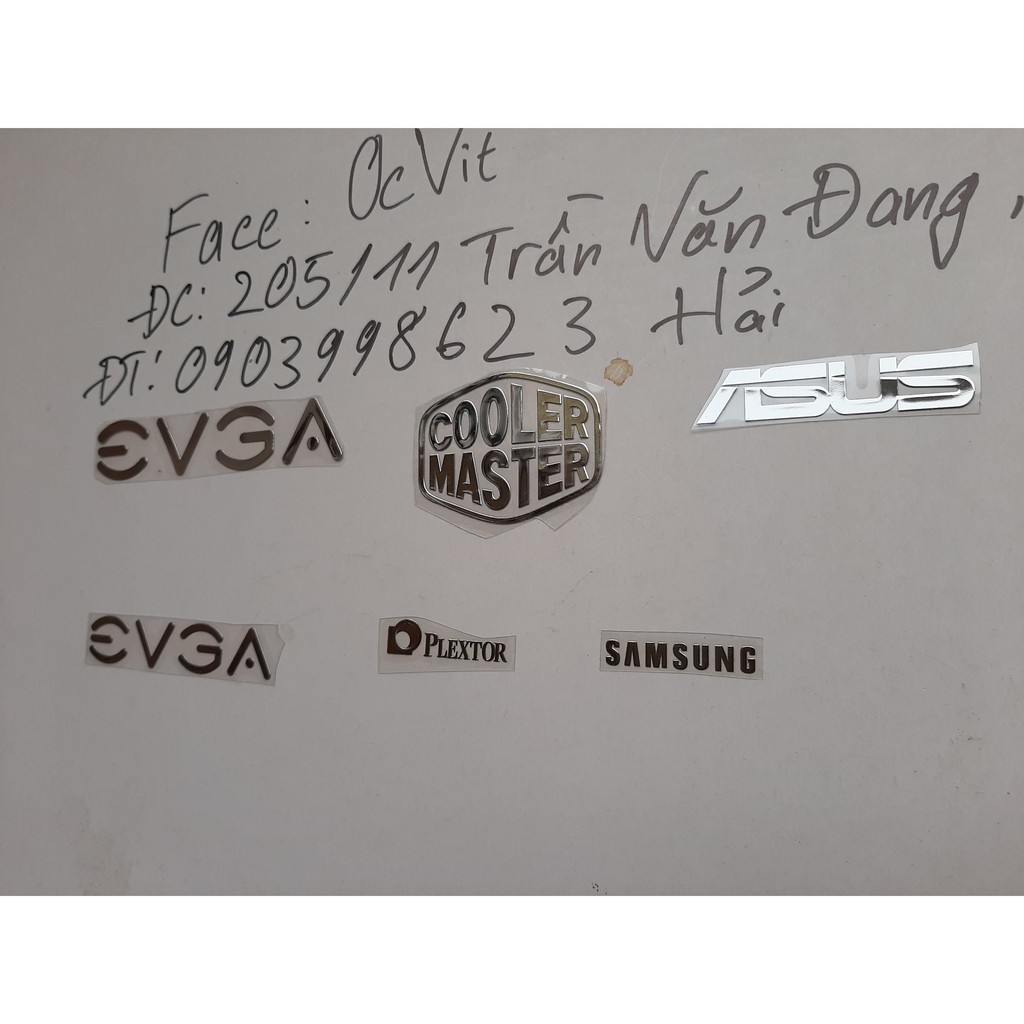 Face: OcVit
ĐC: 205/11 Trần Văn Đang,
ĐT: 0903998623 Hải
EVGA
COOLER
MASTER
ASUS
EVGA
PLEXTOR
SAMSUNG